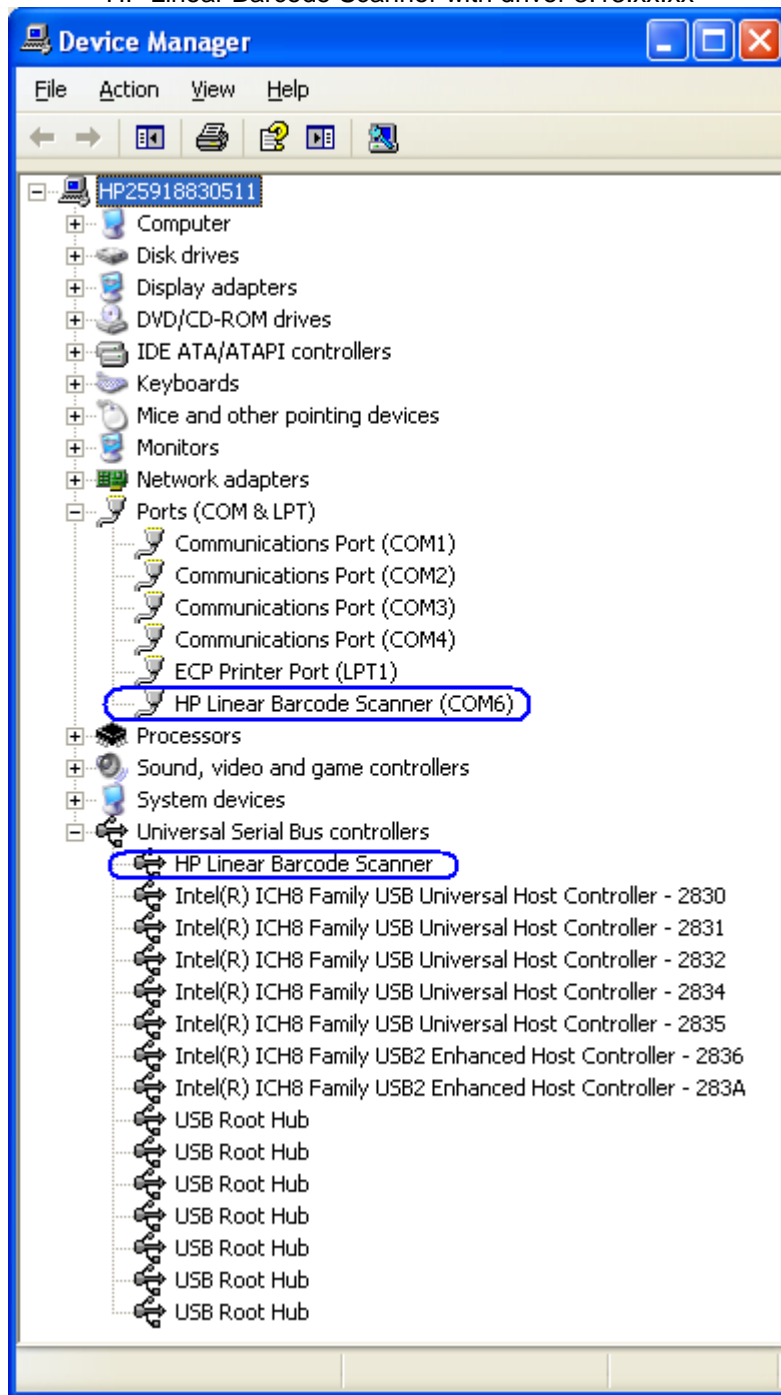 HP Linear Barcode Scanner with driver
Device Manager
File Action View Help
HP25918830511
Computer
Disk drives
Display adapters
DVD/CD-ROM drives
IDE ATA/ATAPI controllers
Keyboards
Mice and other pointing devices
Monitors
Network adapters
Ports (COM & LPT)
Communications Port (COM1)
Communications Port (COM2)
Communications Port (COM3)
Communications Port (COM4)
ECP Printer Port (LPT1)
HP Linear Barcode Scanner (COM6)
Processors
Sound, video and game controllers
System devices
Universal Serial Bus controllers
HP Linear Barcode Scanner
Intel(R) ICH8 Family USB Universal Host Controller - 2830
Intel(R) ICH8 Family USB Universal Host Controller - 2831
Intel(R) ICH8 Family USB Universal Host Controller - 2832
Intel(R) ICH8 Family USB Universal Host Controller - 2834
Intel(R) ICH8 Family USB Universal Host Controller - 2835
Intel(R) ICH8 Family USB2 Enhanced Host Controller - 2836
Intel(R) ICH8 Family USB2 Enhanced Host Controller - 283A
USB Root Hub
USB Root Hub
USB Root Hub
USB Root Hub
USB Root Hub
USB Root Hub
USB Root Hub